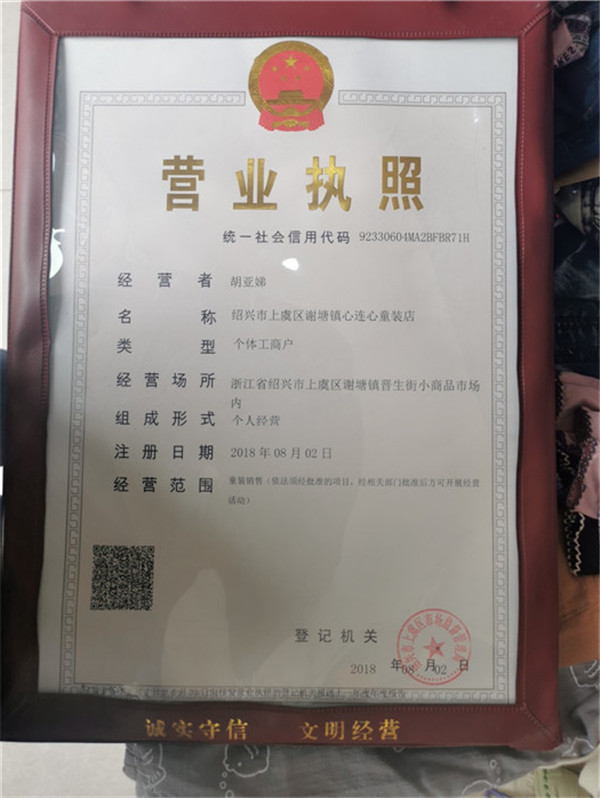 营业执照
统一社会信用代码 92330604MA2BFBR71H
经营者 胡亚娣
名称 绍兴市上虞区谢塘镇心连心童装店
类型 个体工商户
经营场所 浙江省绍兴市上虞区谢塘镇晋生街小商品市场
内
组成形式 个人经营
注册日期 2018年08月02日
经营范围 童装销售（依法须经批准的项目，经相关部门批准后方可开展经营
活动）
登记机关
2018 年 08 月 02 日
诚实守信 文明经营